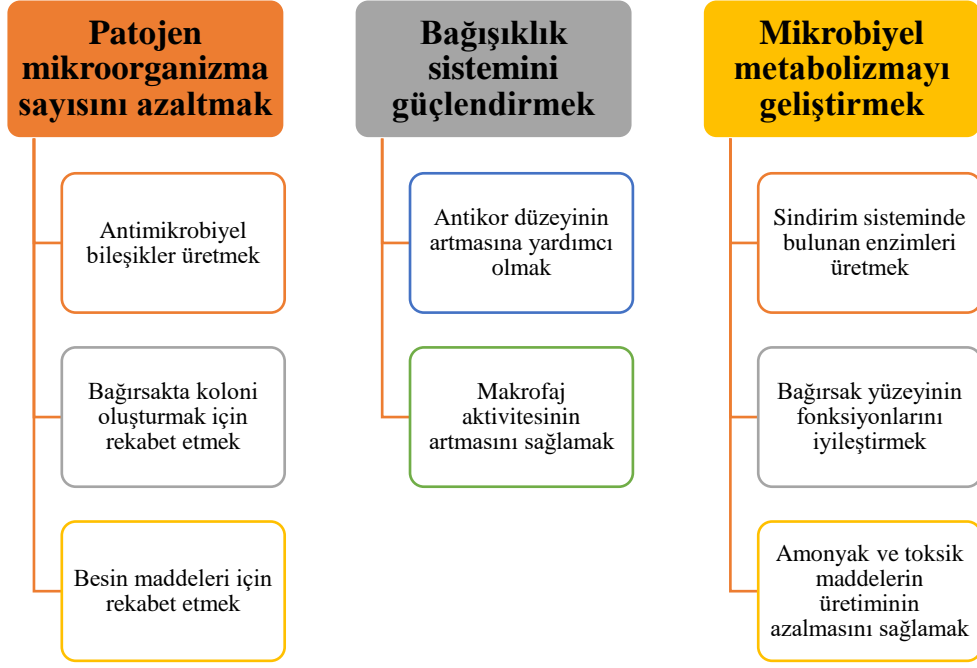 Patojen
mikroorganizma
sayısını azaltmak
Antimikrobiyel
bileşikler üretmek
Bağırsakta koloni
oluşturmak için
rekabet etmek
Besin maddeleri için
rekabet etmek
Bağışıklık
sistemini
güçlendirmek
Antikor düzeyinin
artmasına yardımcı
olmak
Makrofaj
aktivitesinin
artmasını sağlamak
Mikrobiyel
metabolizmayı
geliştirmek
Sindirim sisteminde
bulunan enzimleri
üretmek
Bağırsak yüzeyinin
fonksiyonlarını
iyileştirmek
Amonyak ve toksik
maddelerin
üretiminin
azalmasını sağlamak